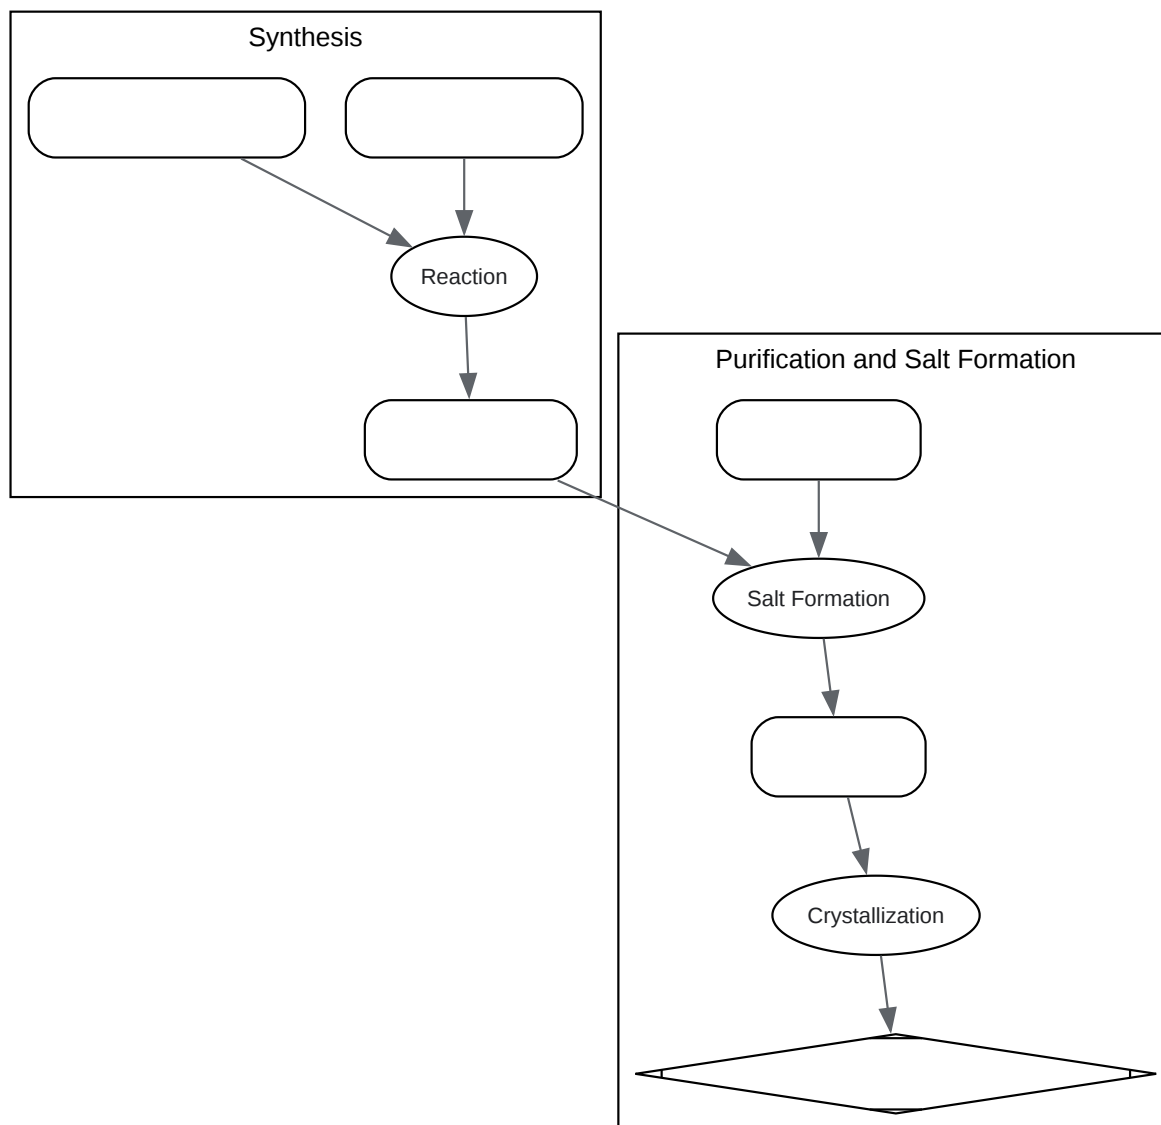 Synthesis
Reaction
Purification and Salt Formation
Salt Formation
Crystallization